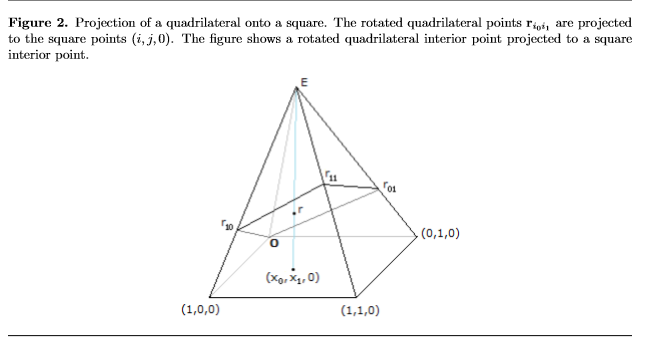 Figure 2. Projection of a quadrilateral onto a square. The rotated quadrilateral points r_{i_0 i_1} are projected
to the square points (i, j, 0). The figure shows a rotated quadrilateral interior point projected to a square
interior point.
E
r11
r01
r
r10
O
(0,1,0)
(x0, x1, 0)
(1,0,0)
(1,1,0)